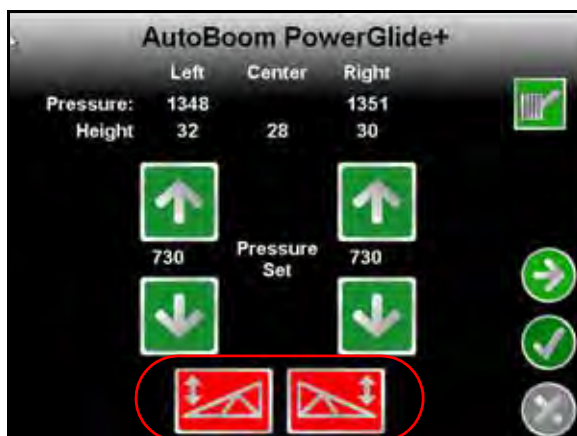 AutoBoom PowerGlide+
Left Center Right
Pressure: 1348 1351
Height 32 28 30
730 Pressure Set 730